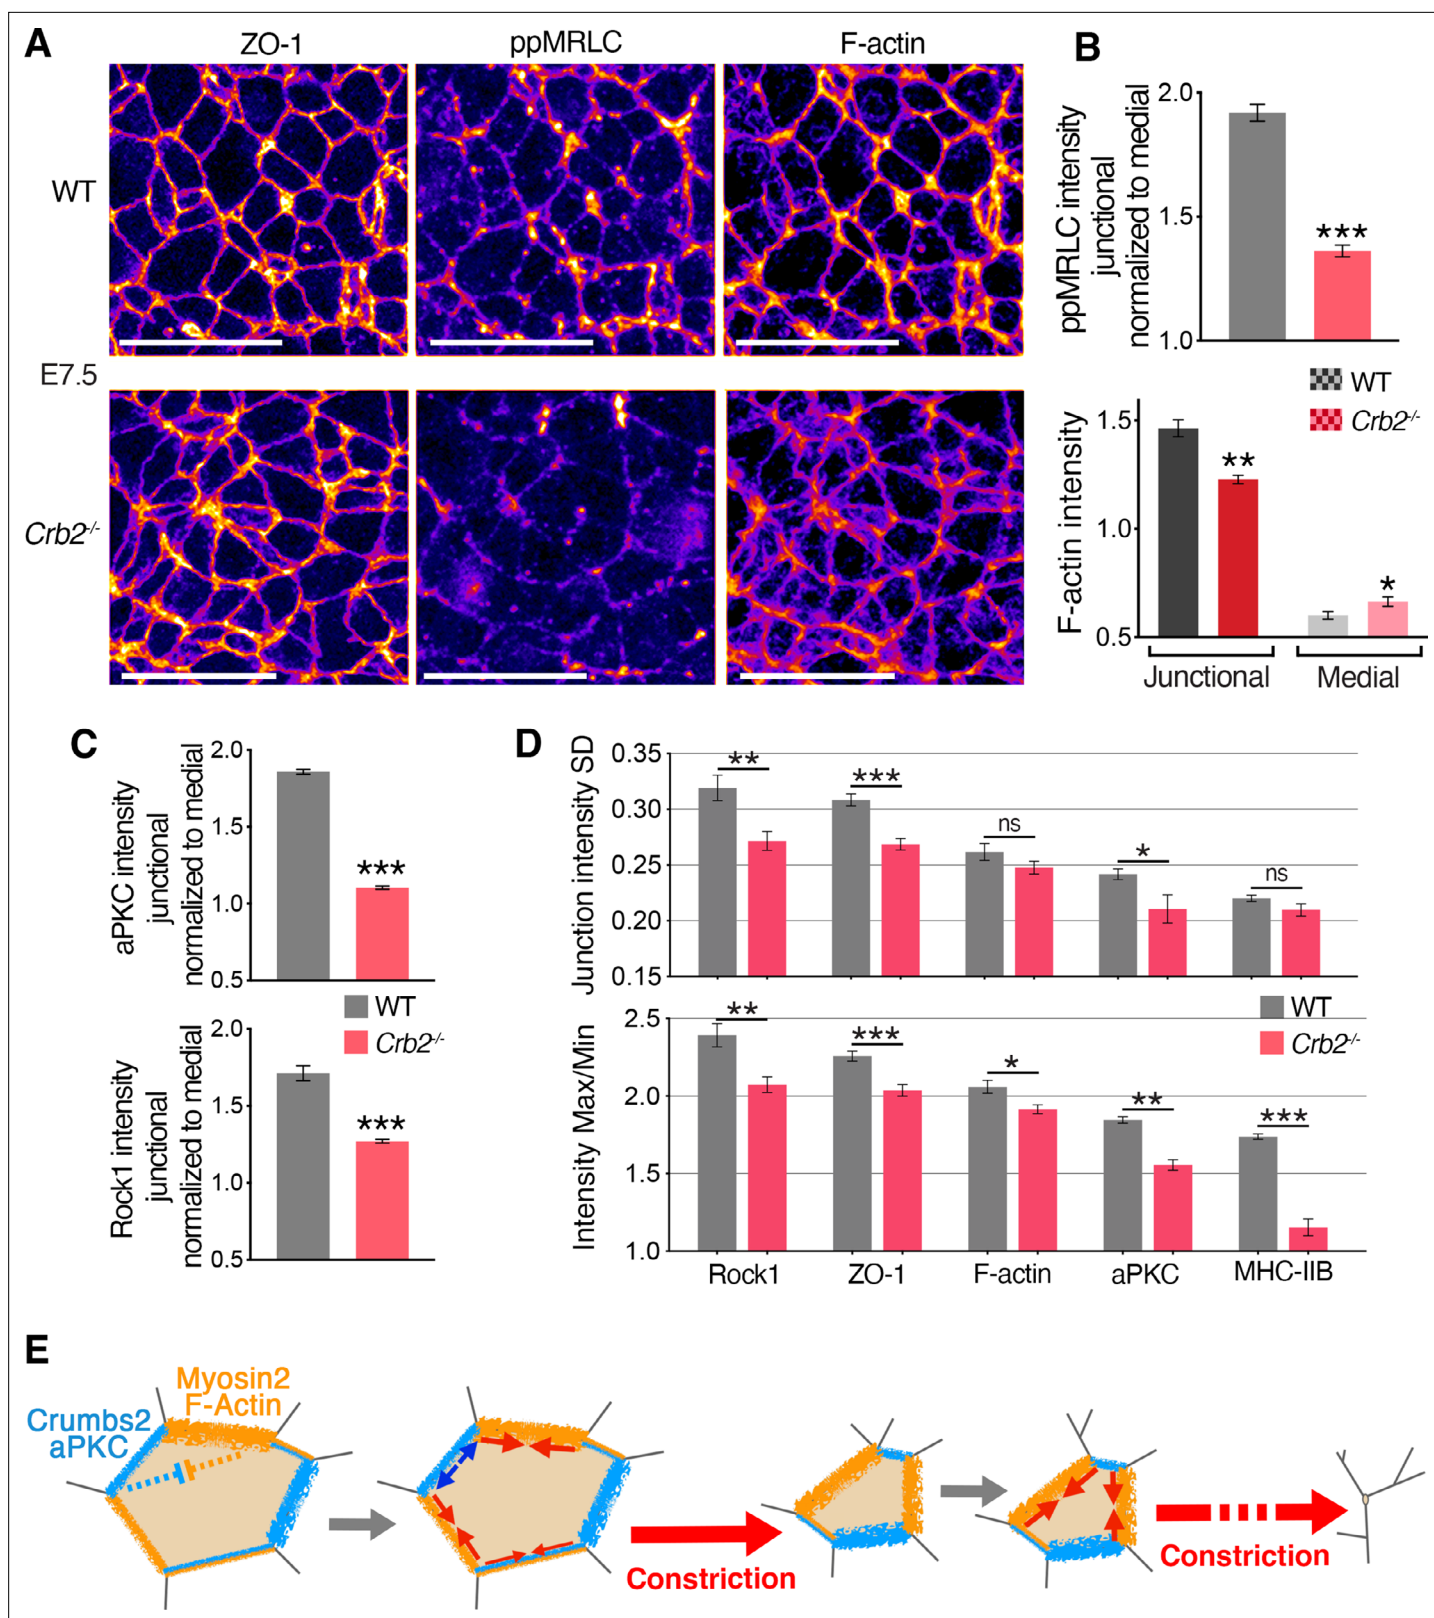 A
ZO-1
ppMRLC
F-actin
WT
E7.5
Crb2-/-
B
ppMRLC intensity
junctional
normalized to medial
2.0
***
1.5
1.0
WT
Crb2-/-
F-actin intensity
1.5
**
1.0
*
0.5
Junctional
Medial
C
aPKC intensity
junctional
normalized to medial
2.0
1.5
***
1.0
0.5
WT
Crb2-/-
Rock1 intensity
junctional
normalized to medial
2.0
1.5
***
1.0
0.5
D
Junction intensity SD
0.35
** *** ns * ns
0.30
0.25
0.20
0.15
WT
Crb2-/-
Intensity Max/Min
2.5
** *** * ** ***
2.0
1.5
1.0
Rock1 ZO-1 F-actin aPKC MHC-IIB
E
Myosin2
F-Actin
Crumbs2
aPKC
Constriction
Constriction